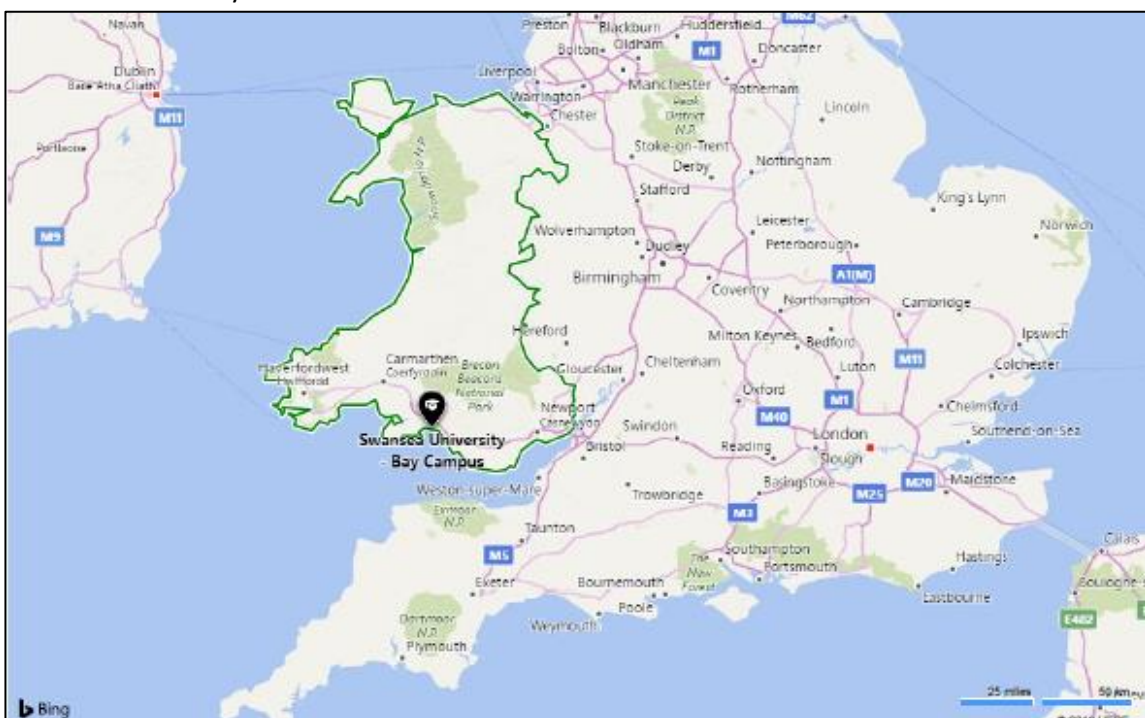 Navan
Preston
Blackburn
Huddersfield
M62
Bolton
Oldham
M1
Doncaster
Dublin
M11
Liverpool
Manchester
Rotherham
Warrington
Peak
District
N.P.
Lincoln
Chester
Portlaoise
Stoke-on-Trent
Derby
Nottingham
Stafford
King's Lynn
M9
Norwich
Leicester
Wolverhampton
Peterborough
Dudley
Birmingham
A1(M)
Coventry
Northampton
Cambridge
Hereford
Milton Keynes
Bedford
Ipswich
M11
Colchester
Haverfordwest
Hwlffordd
Carmarthen
Brecon
Beacons
National
Park
Gloucester
Cheltenham
Luton
Oxford
M1
Chelmsford
M40
Newport
Swansea University
- Bay Campus
Swindon
London
Southend-on-Sea
Bristol
Reading
Slough
Weston-super-Mare
Trowbridge
Basingstoke
M25
M20
Maidstone
Exmoor
N.P.
M3
Taunton
M5
Southampton
Hastings
Calais
The
New
Forest
Portsmouth
Exeter
Bournemouth
Eastbourne
Poole
Weymouth
Dartmoor
N.P.
E402
Plymouth
Bing
25 miles
50 km